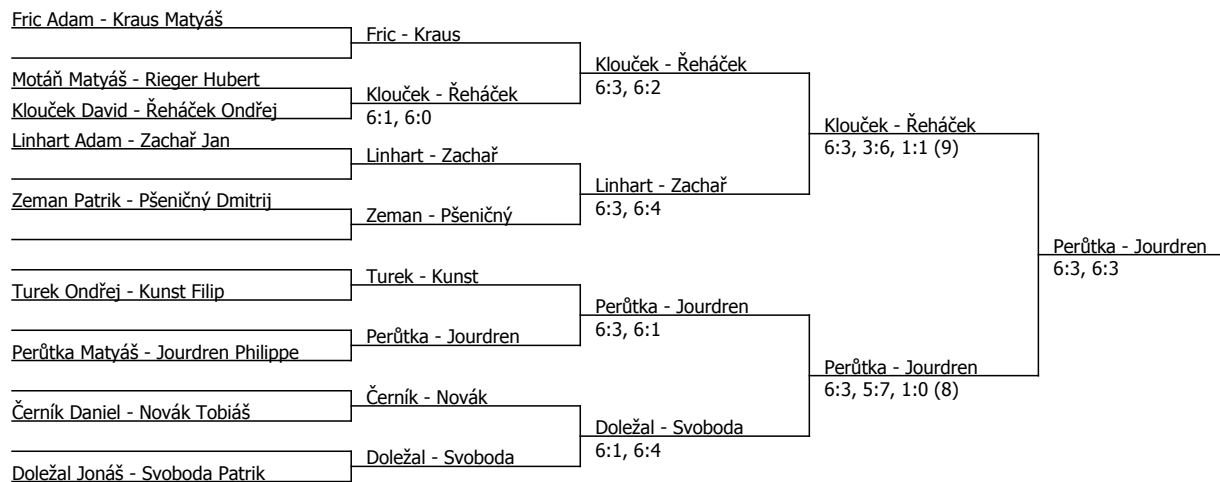 Fric Adam - Kraus Matyáš
Motáň Matyáš - Rieger Hubert
Klouček David - Řeháček Ondřej
Linhart Adam - Zachař Jan
Zeman Patrik - Pšeničný Dmitrij
Turek Ondřej - Kunst Filip
Perůtka Matyáš - Jourdren Philippe
Černík Daniel - Novák Tobiáš
Doležal Jonáš - Svoboda Patrik
Fric - Kraus
Klouček - Řeháček
6:1, 6:0
Linhart - Zachař
Zeman - Pšeničný
Turek - Kunst
Perůtka - Jourdren
Černík - Novák
Doležal - Svoboda
Klouček - Řeháček
6:3, 6:2
Linhart - Zachař
6:3, 6:4
Perůtka - Jourdren
6:3, 6:1
Doležal - Svoboda
6:1, 6:4
Klouček - Řeháček
6:3, 3:6, 1:1 (9)
Perůtka - Jourdren
6:3, 5:7, 1:0 (8)
Perůtka - Jourdren
6:3, 6:3